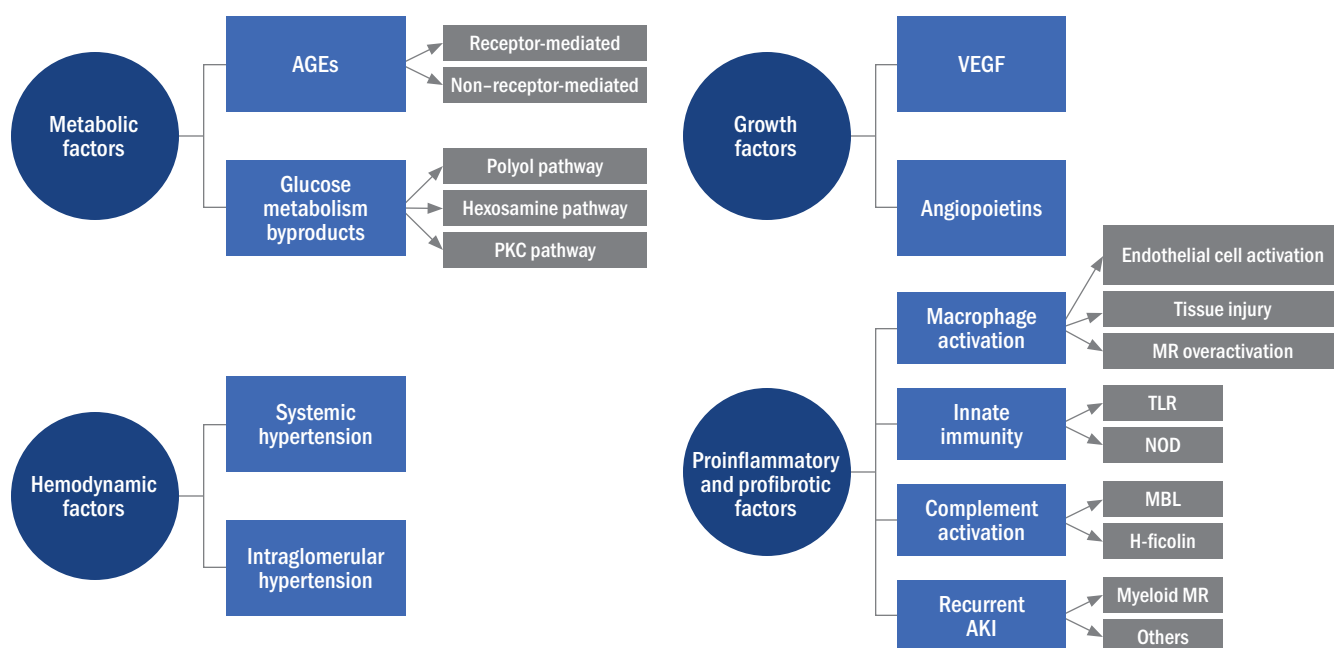 Metabolic
factors
AGEs
Receptor-mediated
Non–receptor-mediated
Glucose
metabolism
byproducts
Polyol pathway
Hexosamine pathway
PKC pathway
Hemodynamic
factors
Systemic
hypertension
Intraglomerular
hypertension
Growth
factors
VEGF
Angiopoietins
Proinflammatory
and profibrotic
factors
Macrophage
activation
Endothelial cell activation
Tissue injury
MR overactivation
Innate
immunity
TLR
NOD
Complement
activation
MBL
H-ficolin
Recurrent
AKI
Myeloid MR
Others